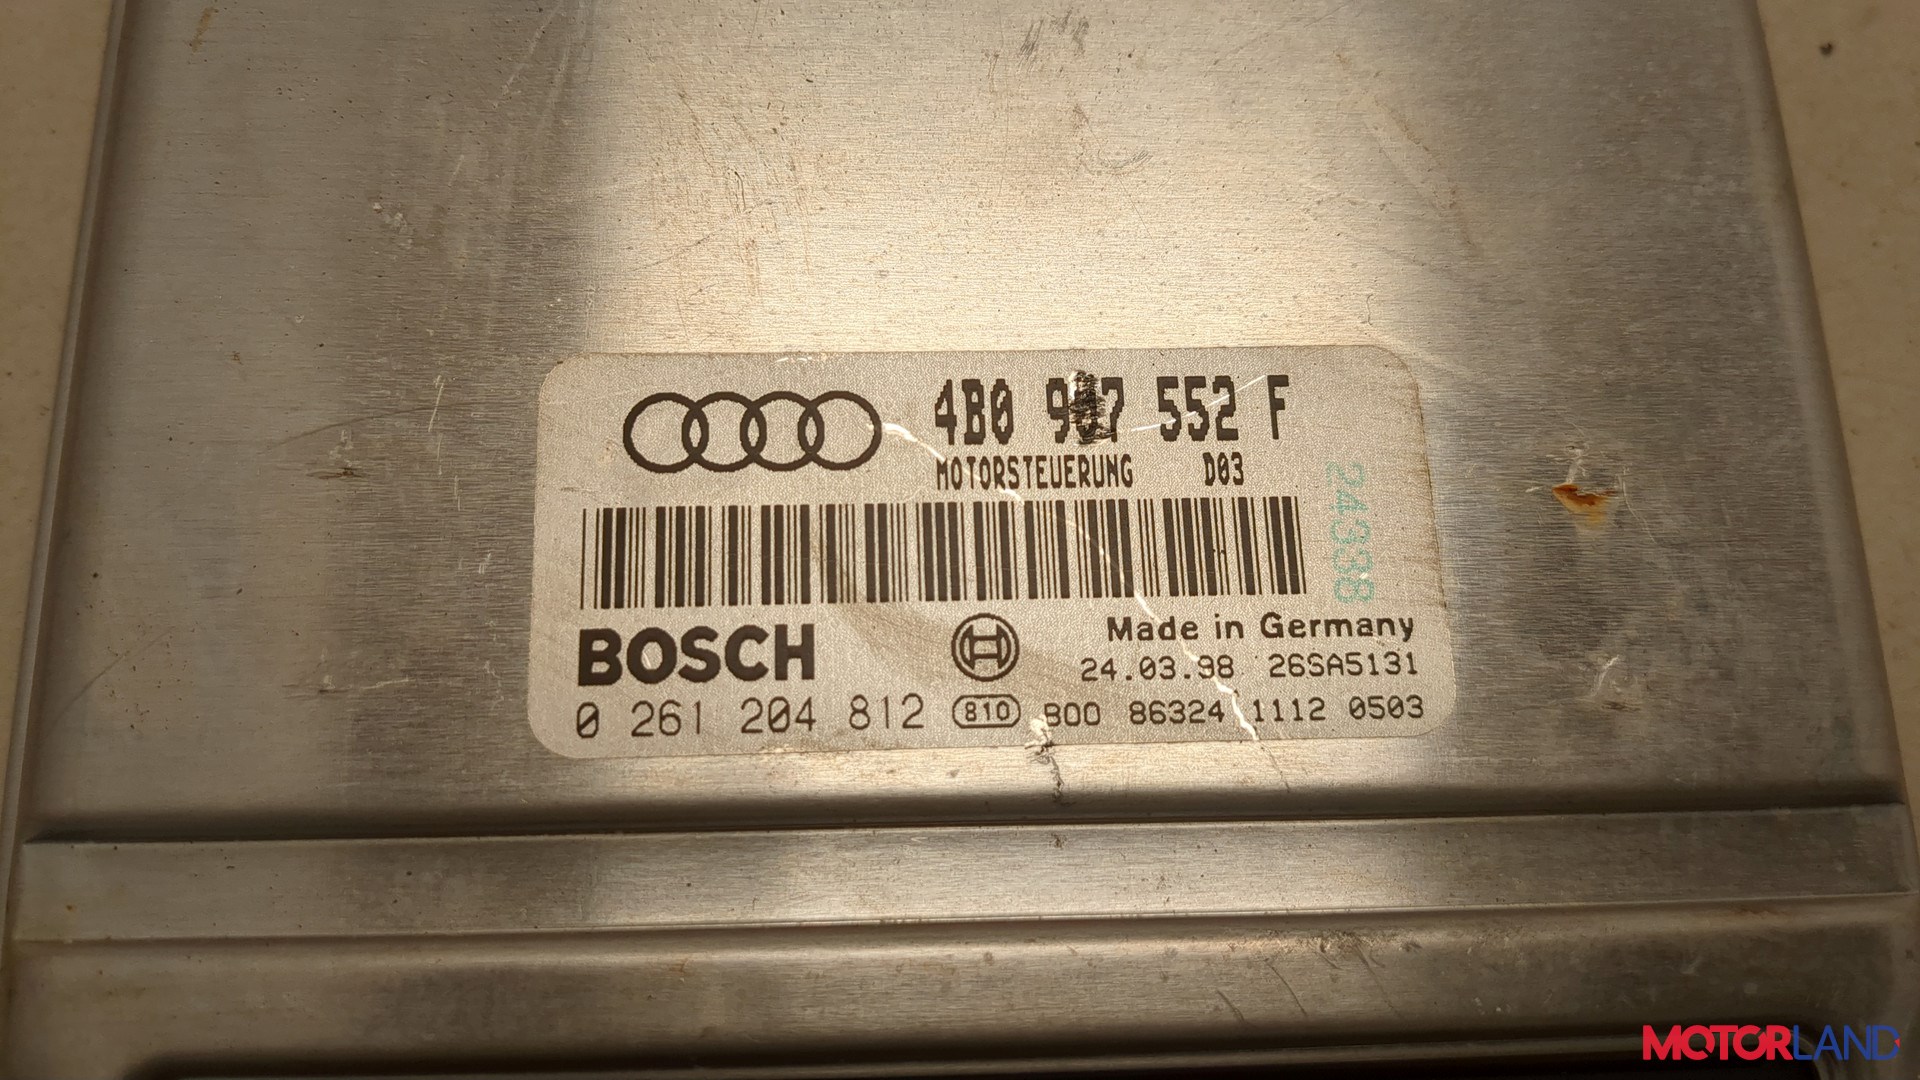 4B0 907 552 F
MOTORSTEUERUNG D03
243338
BOSCH
Made in Germany
24.03.98 26SA5131
0 261 204 812 810 B00 86324 1112 0503
MOTORLAND